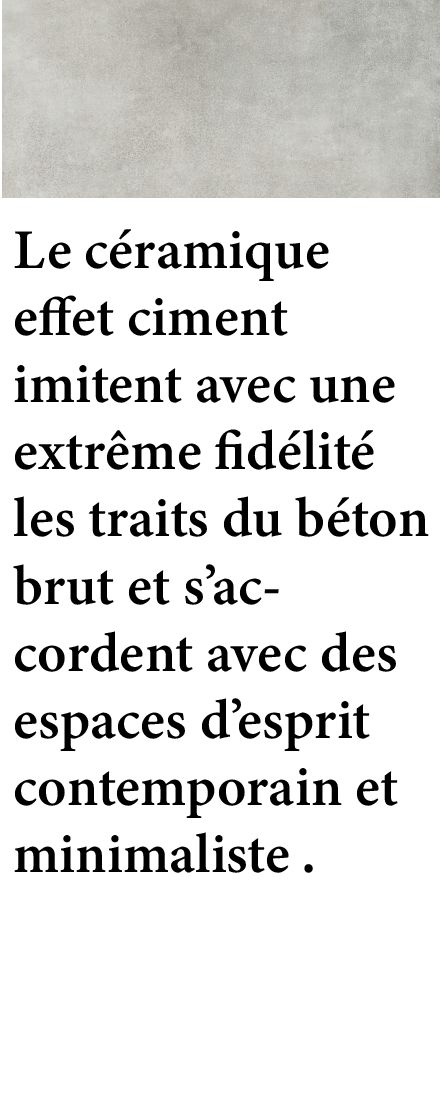 Le céramique
effet ciment
imitent avec une
extrême fidélité
les traits du béton
brut et s’ac-
cordent avec des
espaces d’esprit
contemporain et
minimaliste .